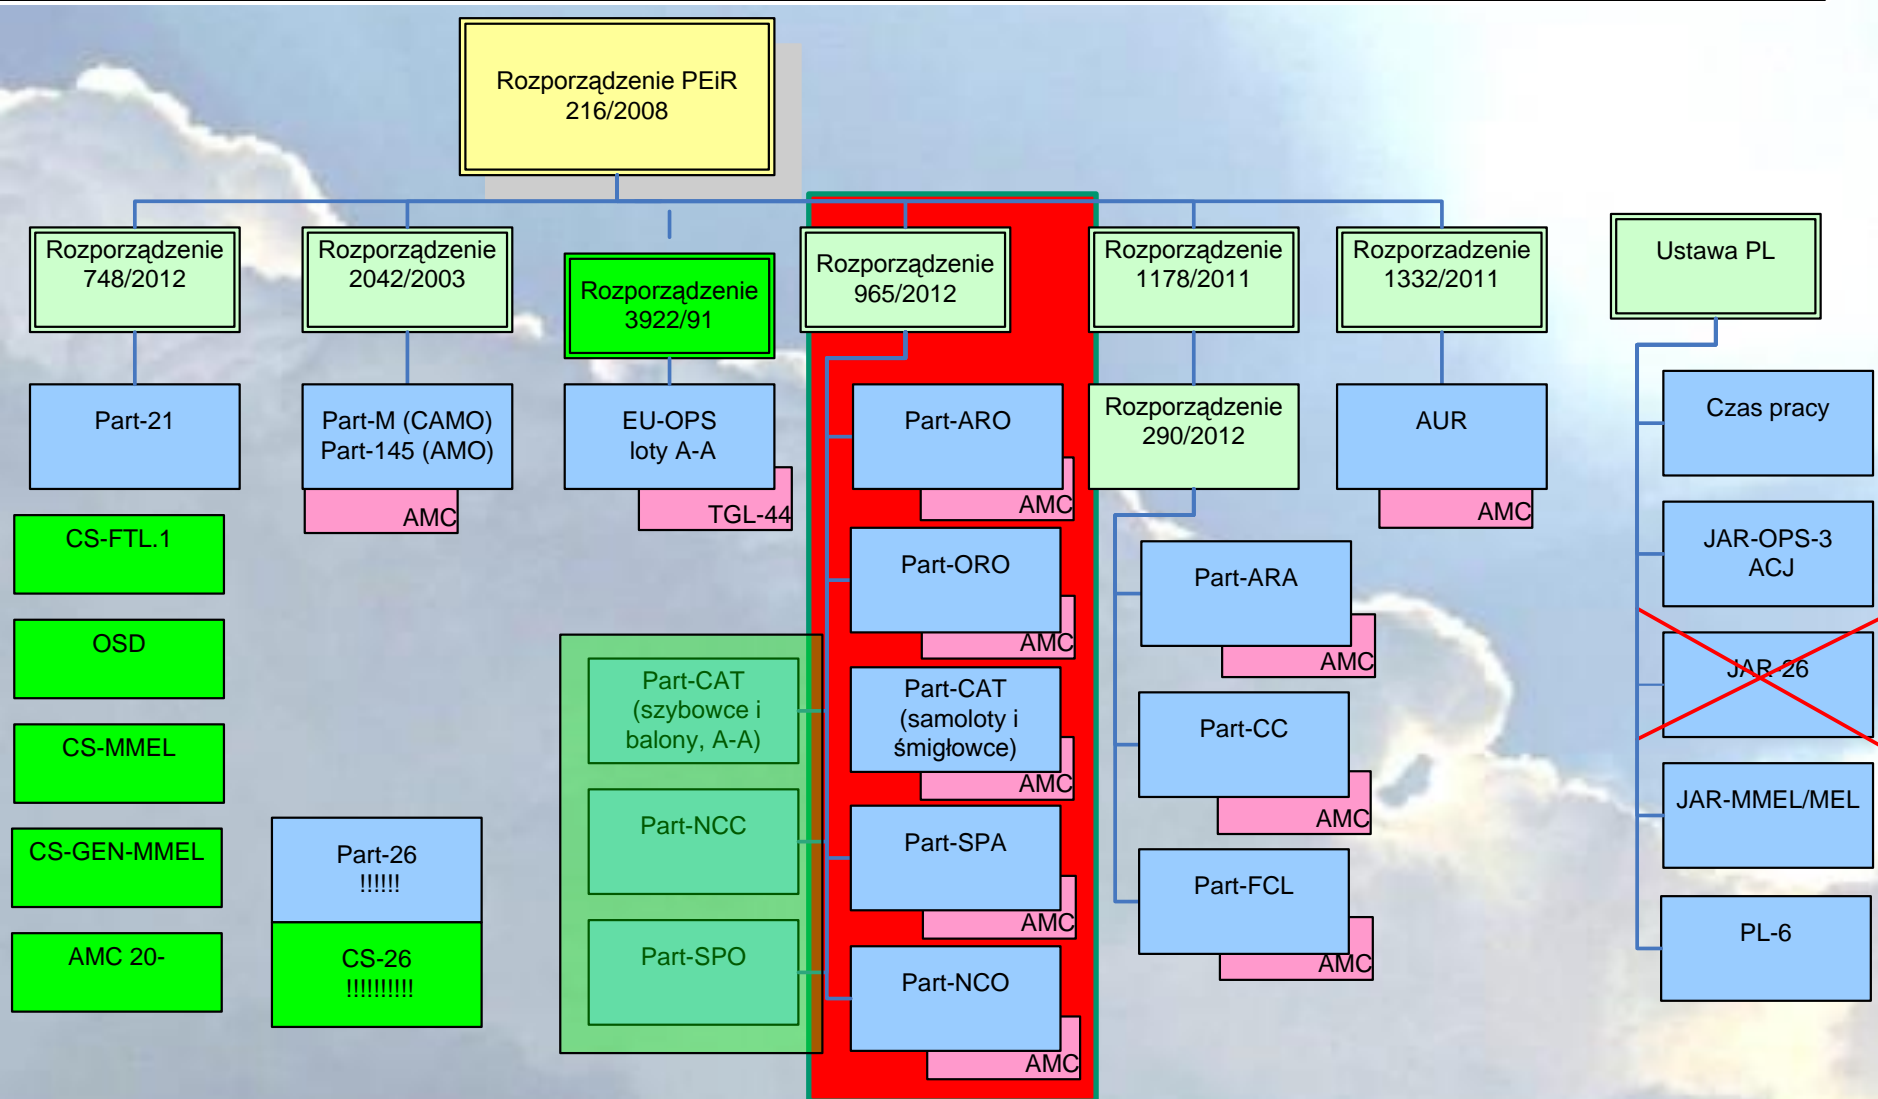 Rozporządzenie PEiR
216/2008
Rozporządzenie
748/2012
Rozporządzenie
2042/2003
Rozporządzenie
3922/91
Rozporządzenie
965/2012
Rozporządzenie
1178/2011
Rozporzadzenie
1332/2011
Ustawa PL
Part-21
Part-M (CAMO)
Part-145 (AMO)
AMC
EU-OPS
loty A-A
TGL-44
Part-ARO
AMC
Rozporządzenie
290/2012
AUR
AMC
Czas pracy
CS-FTL.1
OSD
CS-MMEL
CS-GEN-MMEL
AMC 20-
Part-26
!!!!!!
CS-26
!!!!!!!!!!
Part-CAT
(szybowce i
balony, A-A)
Part-NCC
Part-SPO
Part-ORO
AMC
Part-CAT
(samoloty i
śmigłowce)
AMC
Part-SPA
AMC
Part-NCO
AMC
Part-ARA
AMC
Part-CC
AMC
Part-FCL
AMC
JAR-OPS-3
ACJ
JAR-26
JAR-MMEL/MEL
PL-6